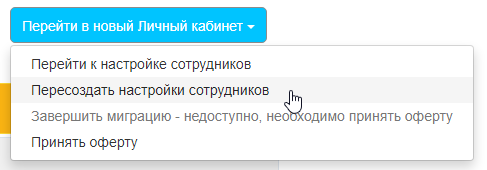 Перейти в новый Личный кабинет
Перейти к настройке сотрудников
Пересоздать настройки сотрудников
Завершить миграцию - недоступно, необходимо принять оферту
Принять оферту